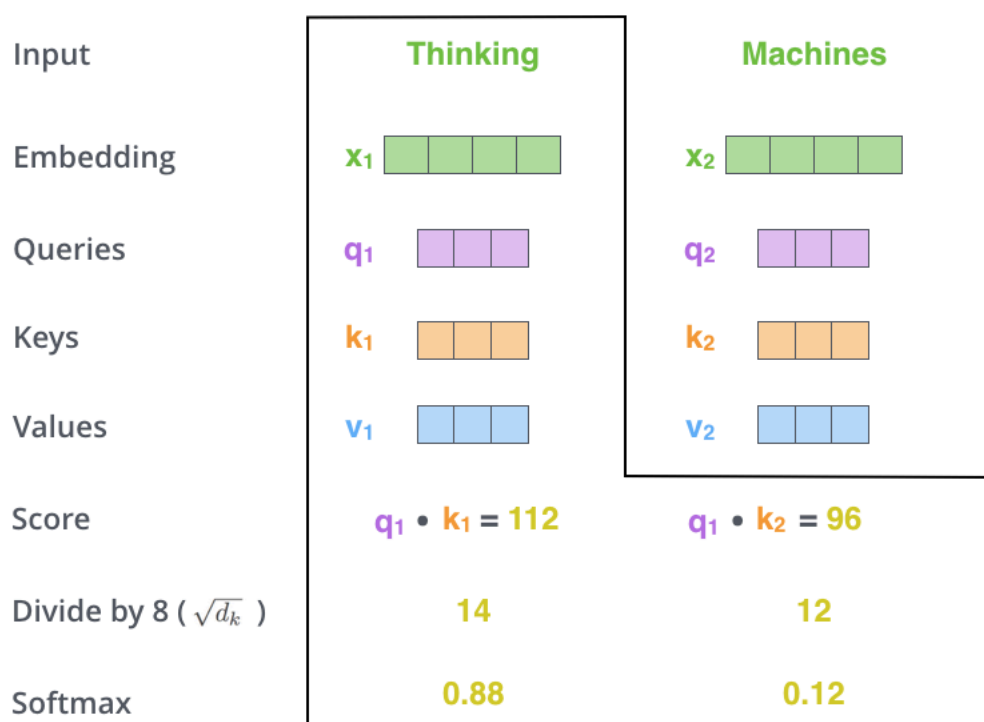 Input Thinking Machines
Embedding x₁ x₂
Queries q₁ q₂
Keys k₁ k₂
Values v₁ v₂
Score q₁ • k₁ = 112 q₁ • k₂ = 96
Divide by 8 ( √dₖ ) 14 12
Softmax 0.88 0.12